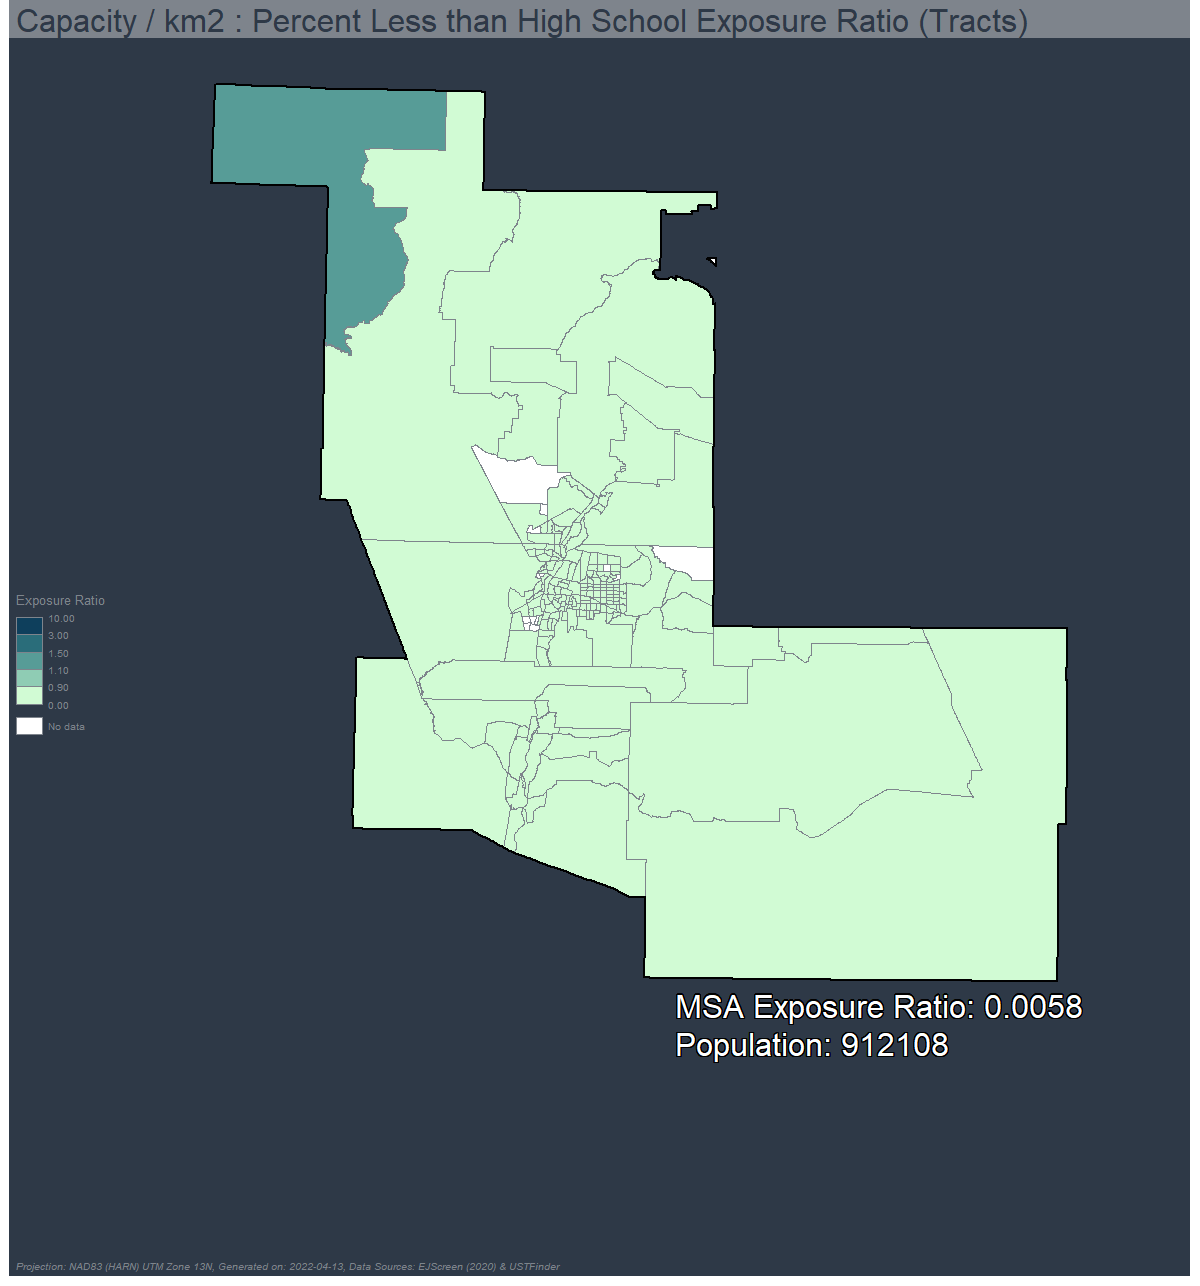 Capacity / km2 : Percent Less than High School Exposure Ratio (Tracts)
Exposure Ratio
10.00
3.00
1.50
1.10
0.90
0.00
No data
MSA Exposure Ratio: 0.0058
Population: 912108
Projection: NAD83 (HARN) UTM Zone 13N, Generated on: 2022-04-13, Data Sources: EJScreen (2020) & USTFinder